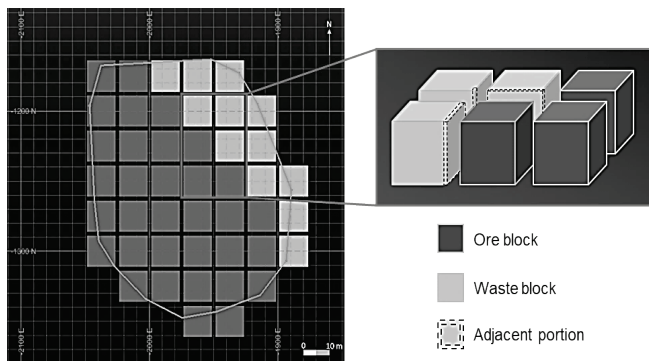 -2100 E
-2000 E
-1900 E
N
-1200 N
-1300 N
-2100 E
-2000 E
-1900
0 10 m
Ore block
Waste block
Adjacent portion